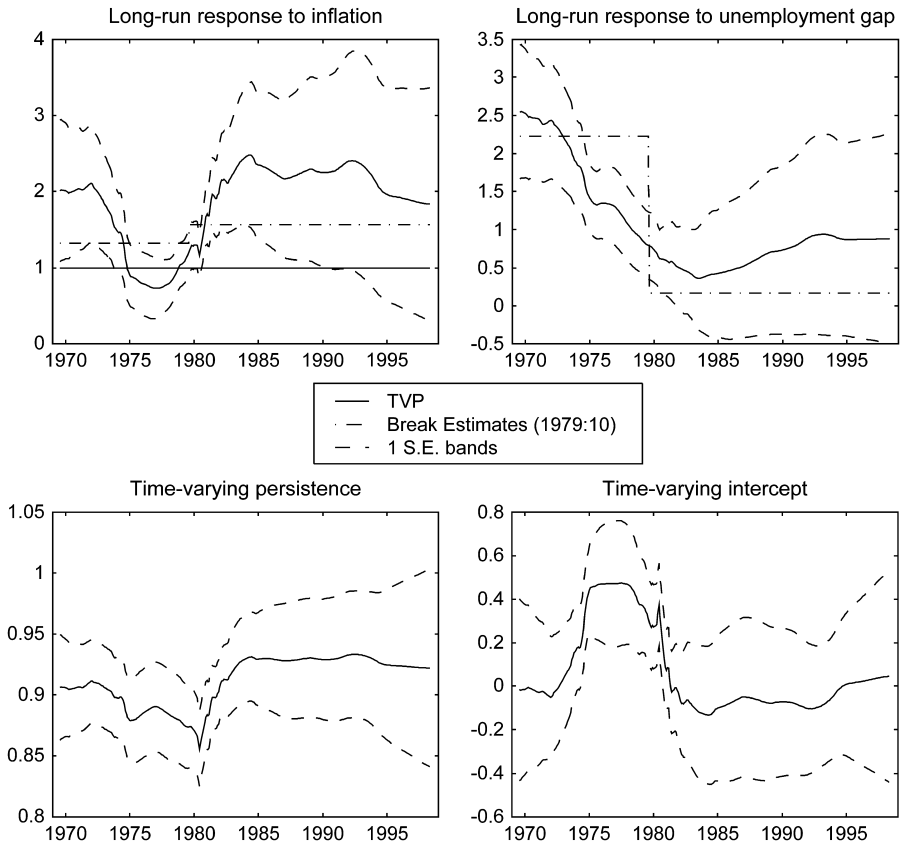 Long-run response to inflation
4
3
2
1
0
1970 1975 1980 1985 1990 1995
Long-run response to unemployment gap
3.5
3
2.5
2
1.5
1
0.5
0
-0.5
1970 1975 1980 1985 1990 1995
TVP
Break Estimates (1979:10)
1 S.E. bands
Time-varying persistence
1.05
1
0.95
0.9
0.85
0.8
1970 1975 1980 1985 1990 1995
Time-varying intercept
0.8
0.6
0.4
0.2
0
-0.2
-0.4
-0.6
1970 1975 1980 1985 1990 1995